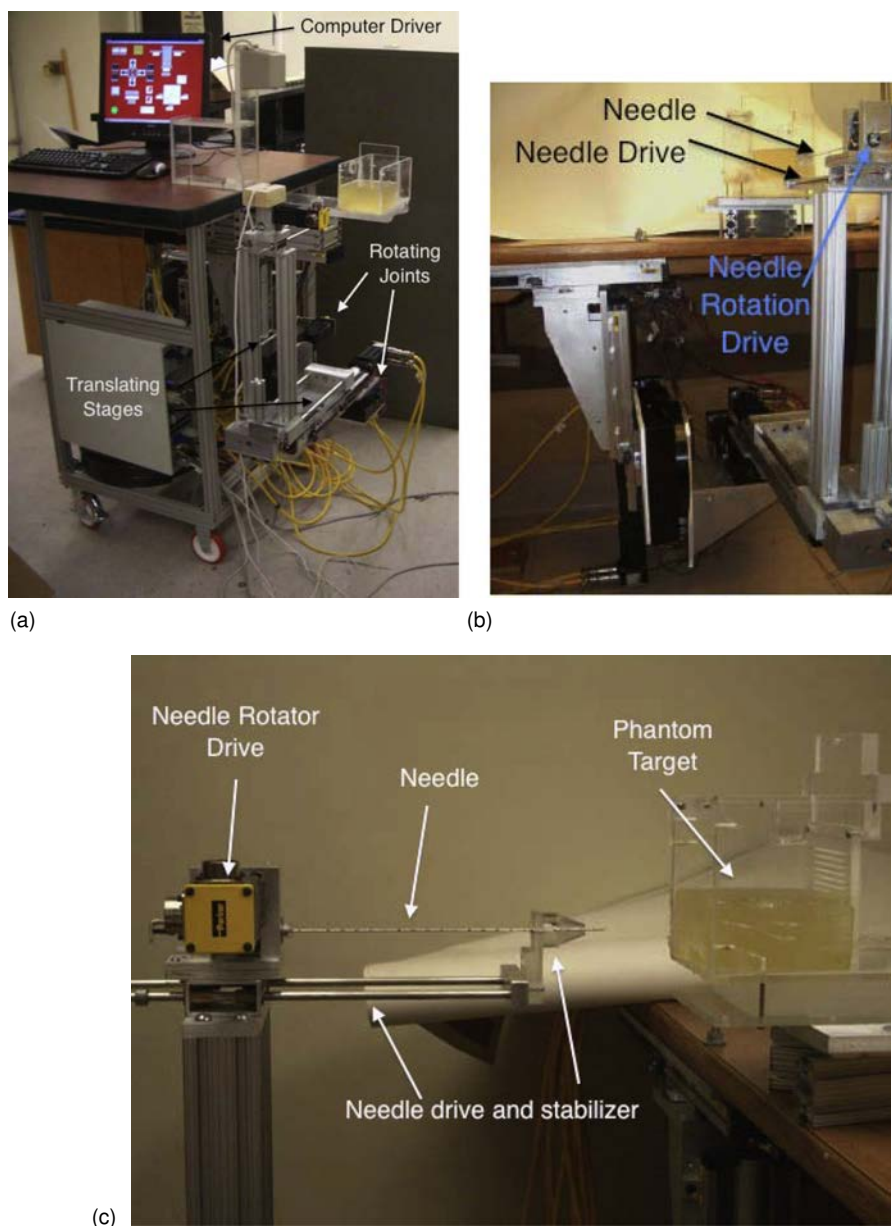 Computer Driver
Rotating
Joints
Translating
Stages
(a)
Needle
Needle Drive
Needle
Rotation
Drive
(b)
Needle Rotator
Drive
Needle
Phantom
Target
Parker
Needle drive and stabilizer
(c)